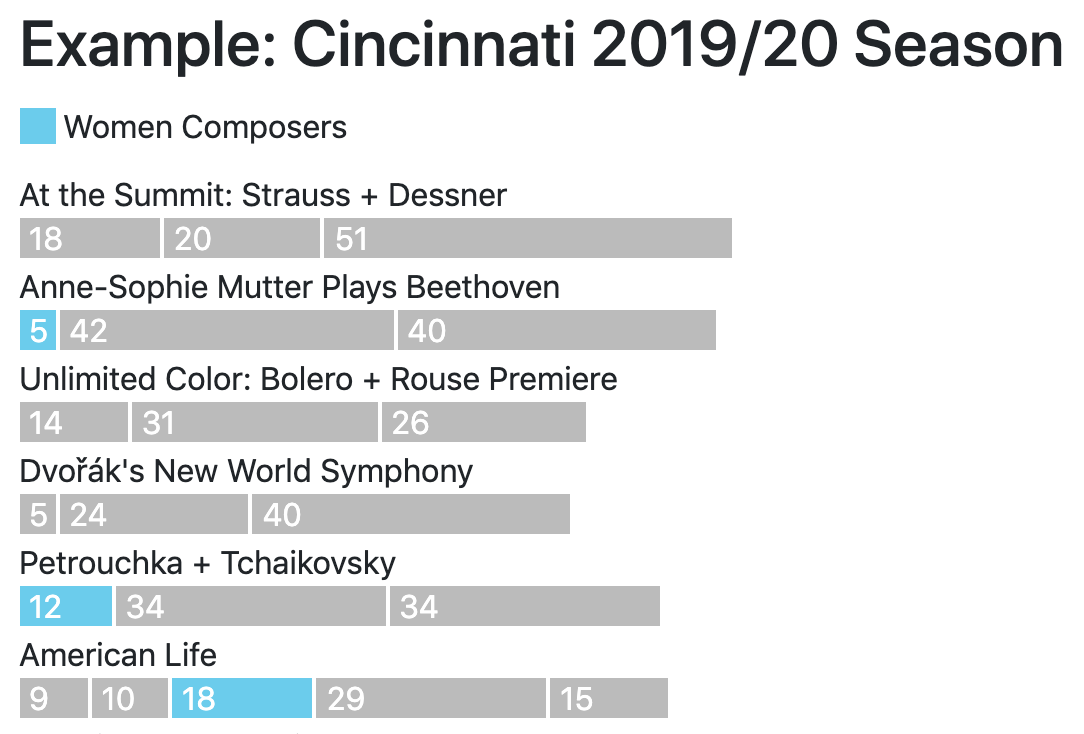 Example: Cincinnati 2019/20 Season
Women Composers
At the Summit: Strauss + Dessner
18 20 51
Anne-Sophie Mutter Plays Beethoven
5 42 40
Unlimited Color: Bolero + Rouse Premiere
14 31 26
Dvořák's New World Symphony
5 24 40
Petrouchka + Tchaikovsky
12 34 34
American Life
9 10 18 29 15